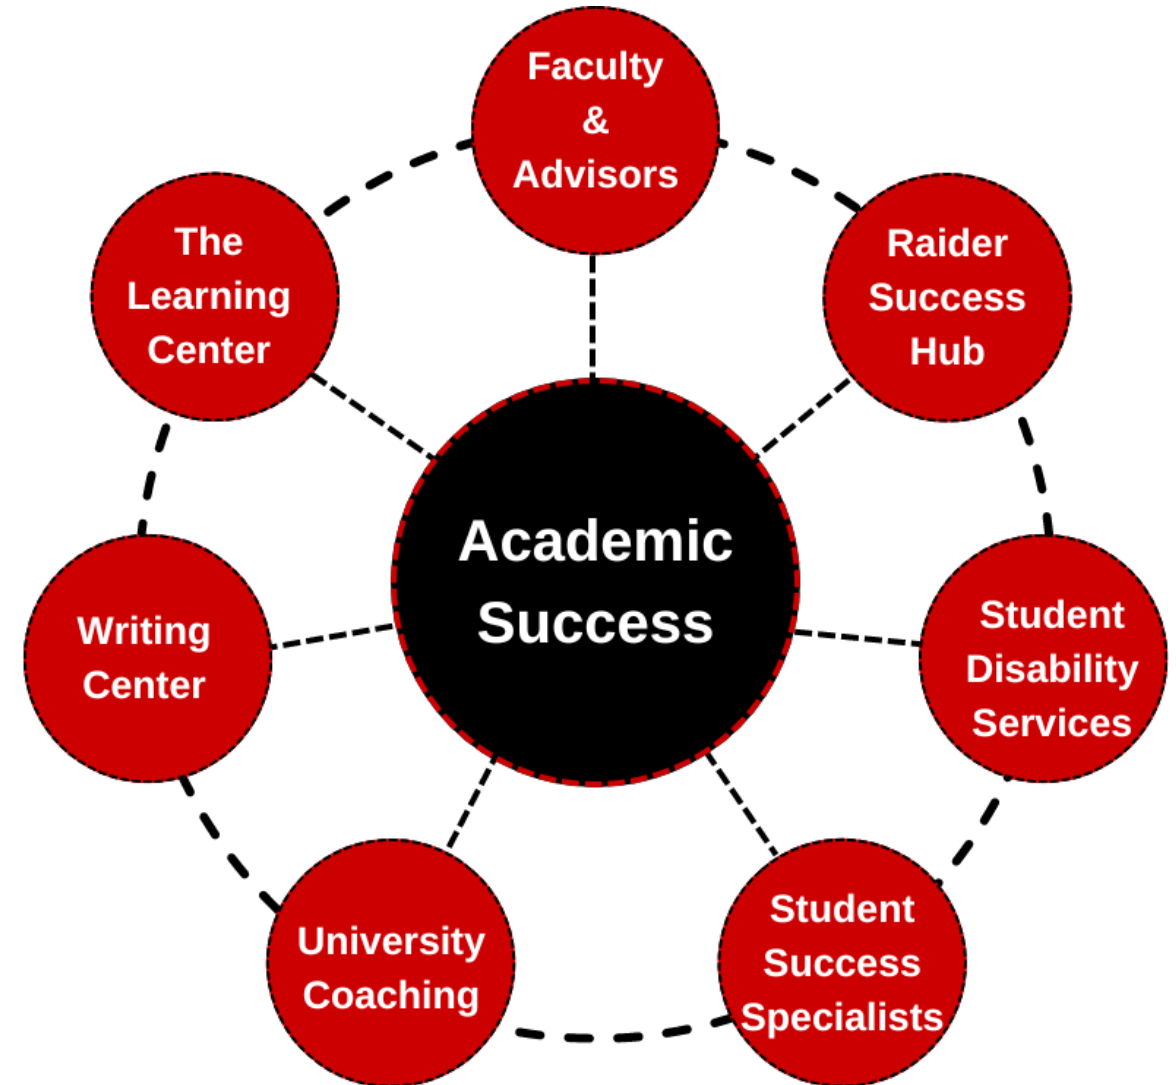 Faculty
&
Advisors
Raider
Success
Hub
Student
Disability
Services
Student
Success
Specialists
University
Coaching
Writing
Center
The
Learning
Center
Academic
Success